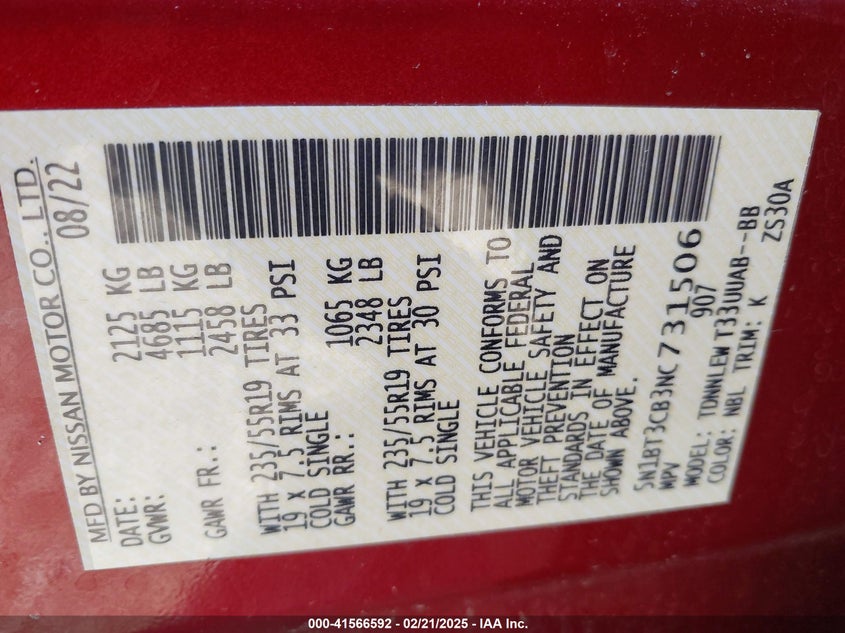 MFD BY NISSAN MOTOR CO., LTD.
DATE: 08/22
GVWR: 2125 KG
4685 LB
GAWR FR.: 1115 KG
2458 LB
WITH 235/55R19 TIRES
19 x 7.5 RIMS AT 33 PSI
COLD SINGLE
GAWR RR.: 1065 KG
2348 LB
WITH 235/55R19 TIRES
19 x 7.5 RIMS AT 30 PSI
COLD SINGLE
THIS VEHICLE CONFORMS TO
ALL APPLICABLE FEDERAL
MOTOR VEHICLE SAFETY AND
THEFT PREVENTION
STANDARDS IN EFFECT ON
THE DATE OF MANUFACTURE
SHOWN ABOVE.
5N1BT3CB3NC731506
MPV 907
MODEL: TDNNLEWT33UUAB--BB
COLOR: NBL TRIM: K ZS30A
000-41566592 - 02/21/2025 - IAA Inc.